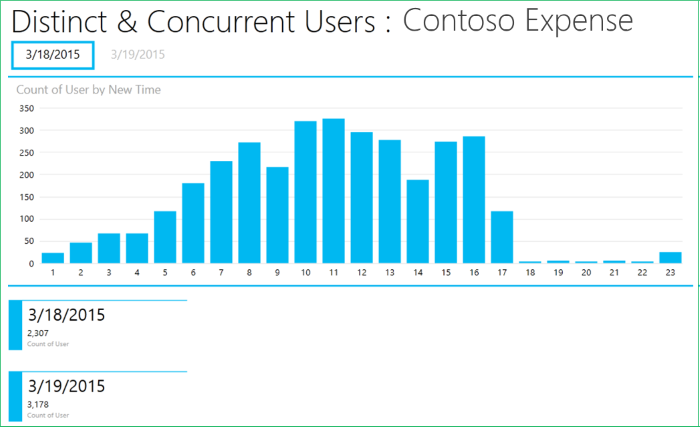 Distinct & Concurrent Users : Contoso Expense
3/18/2015 3/19/2015
Count of User by New Time
350
300
250
200
150
100
50
0
1 2 3 4 5 6 7 8 9 10 11 12 13 14 15 16 17 18 19 20 21 22 23
3/18/2015
2,307
Count of User
3/19/2015
3,178
Count of User